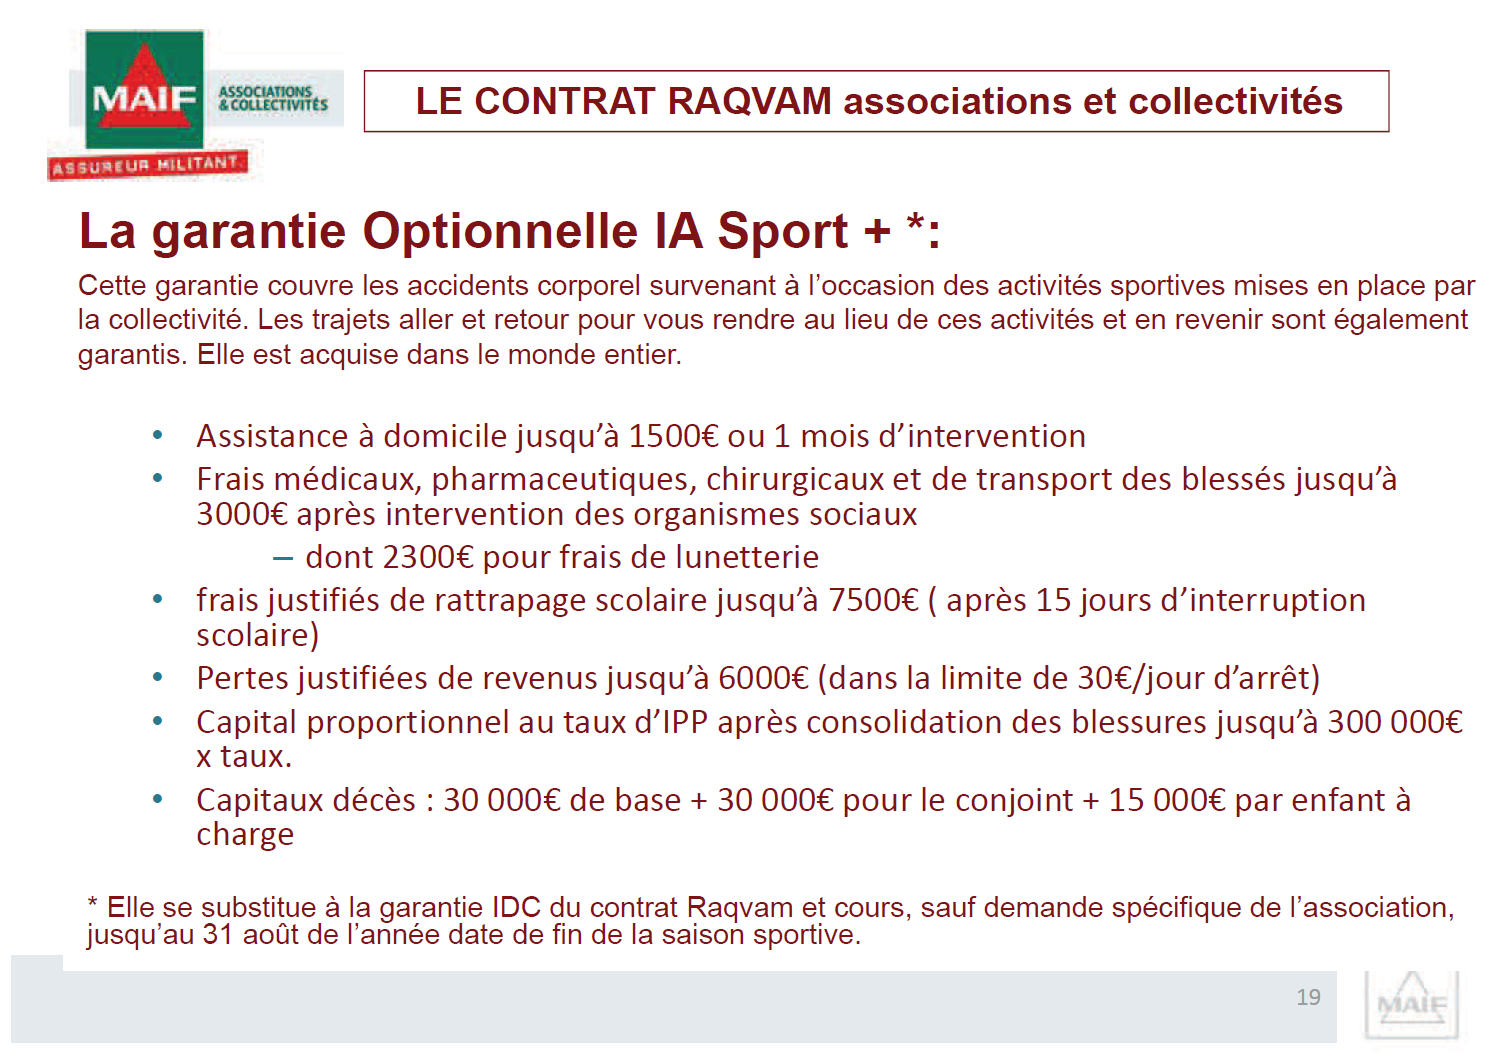 MAIF
ASSOCIATIONS
& COLLECTIVITÉS
ASSUREUR MILITANT
LE CONTRAT RAQVAM associations et collectivités
La garantie Optionnelle IA Sport + *:
Cette garantie couvre les accidents corporel survenant à l’occasion des activités sportives mises en place par
la collectivité. Les trajets aller et retour pour vous rendre au lieu de ces activités et en revenir sont également
garantis. Elle est acquise dans le monde entier.
• Assistance à domicile jusqu’à 1500€ ou 1 mois d’intervention
• Frais médicaux, pharmaceutiques, chirurgicaux et de transport des blessés jusqu’à
3000€ après intervention des organismes sociaux
– dont 2300€ pour frais de lunetterie
• frais justifiés de rattrapage scolaire jusqu’à 7500€ ( après 15 jours d’interruption
scolaire)
• Pertes justifiées de revenus jusqu’à 6000€ (dans la limite de 30€/jour d’arrêt)
• Capital proportionnel au taux d’IPP après consolidation des blessures jusqu’à 300 000€
x taux.
• Capitaux décès : 30 000€ de base + 30 000€ pour le conjoint + 15 000€ par enfant à
charge
* Elle se substitue à la garantie IDC du contrat Raqvam et cours, sauf demande spécifique de l’association,
jusqu’au 31 août de l’année date de fin de la saison sportive.
19
MAIF